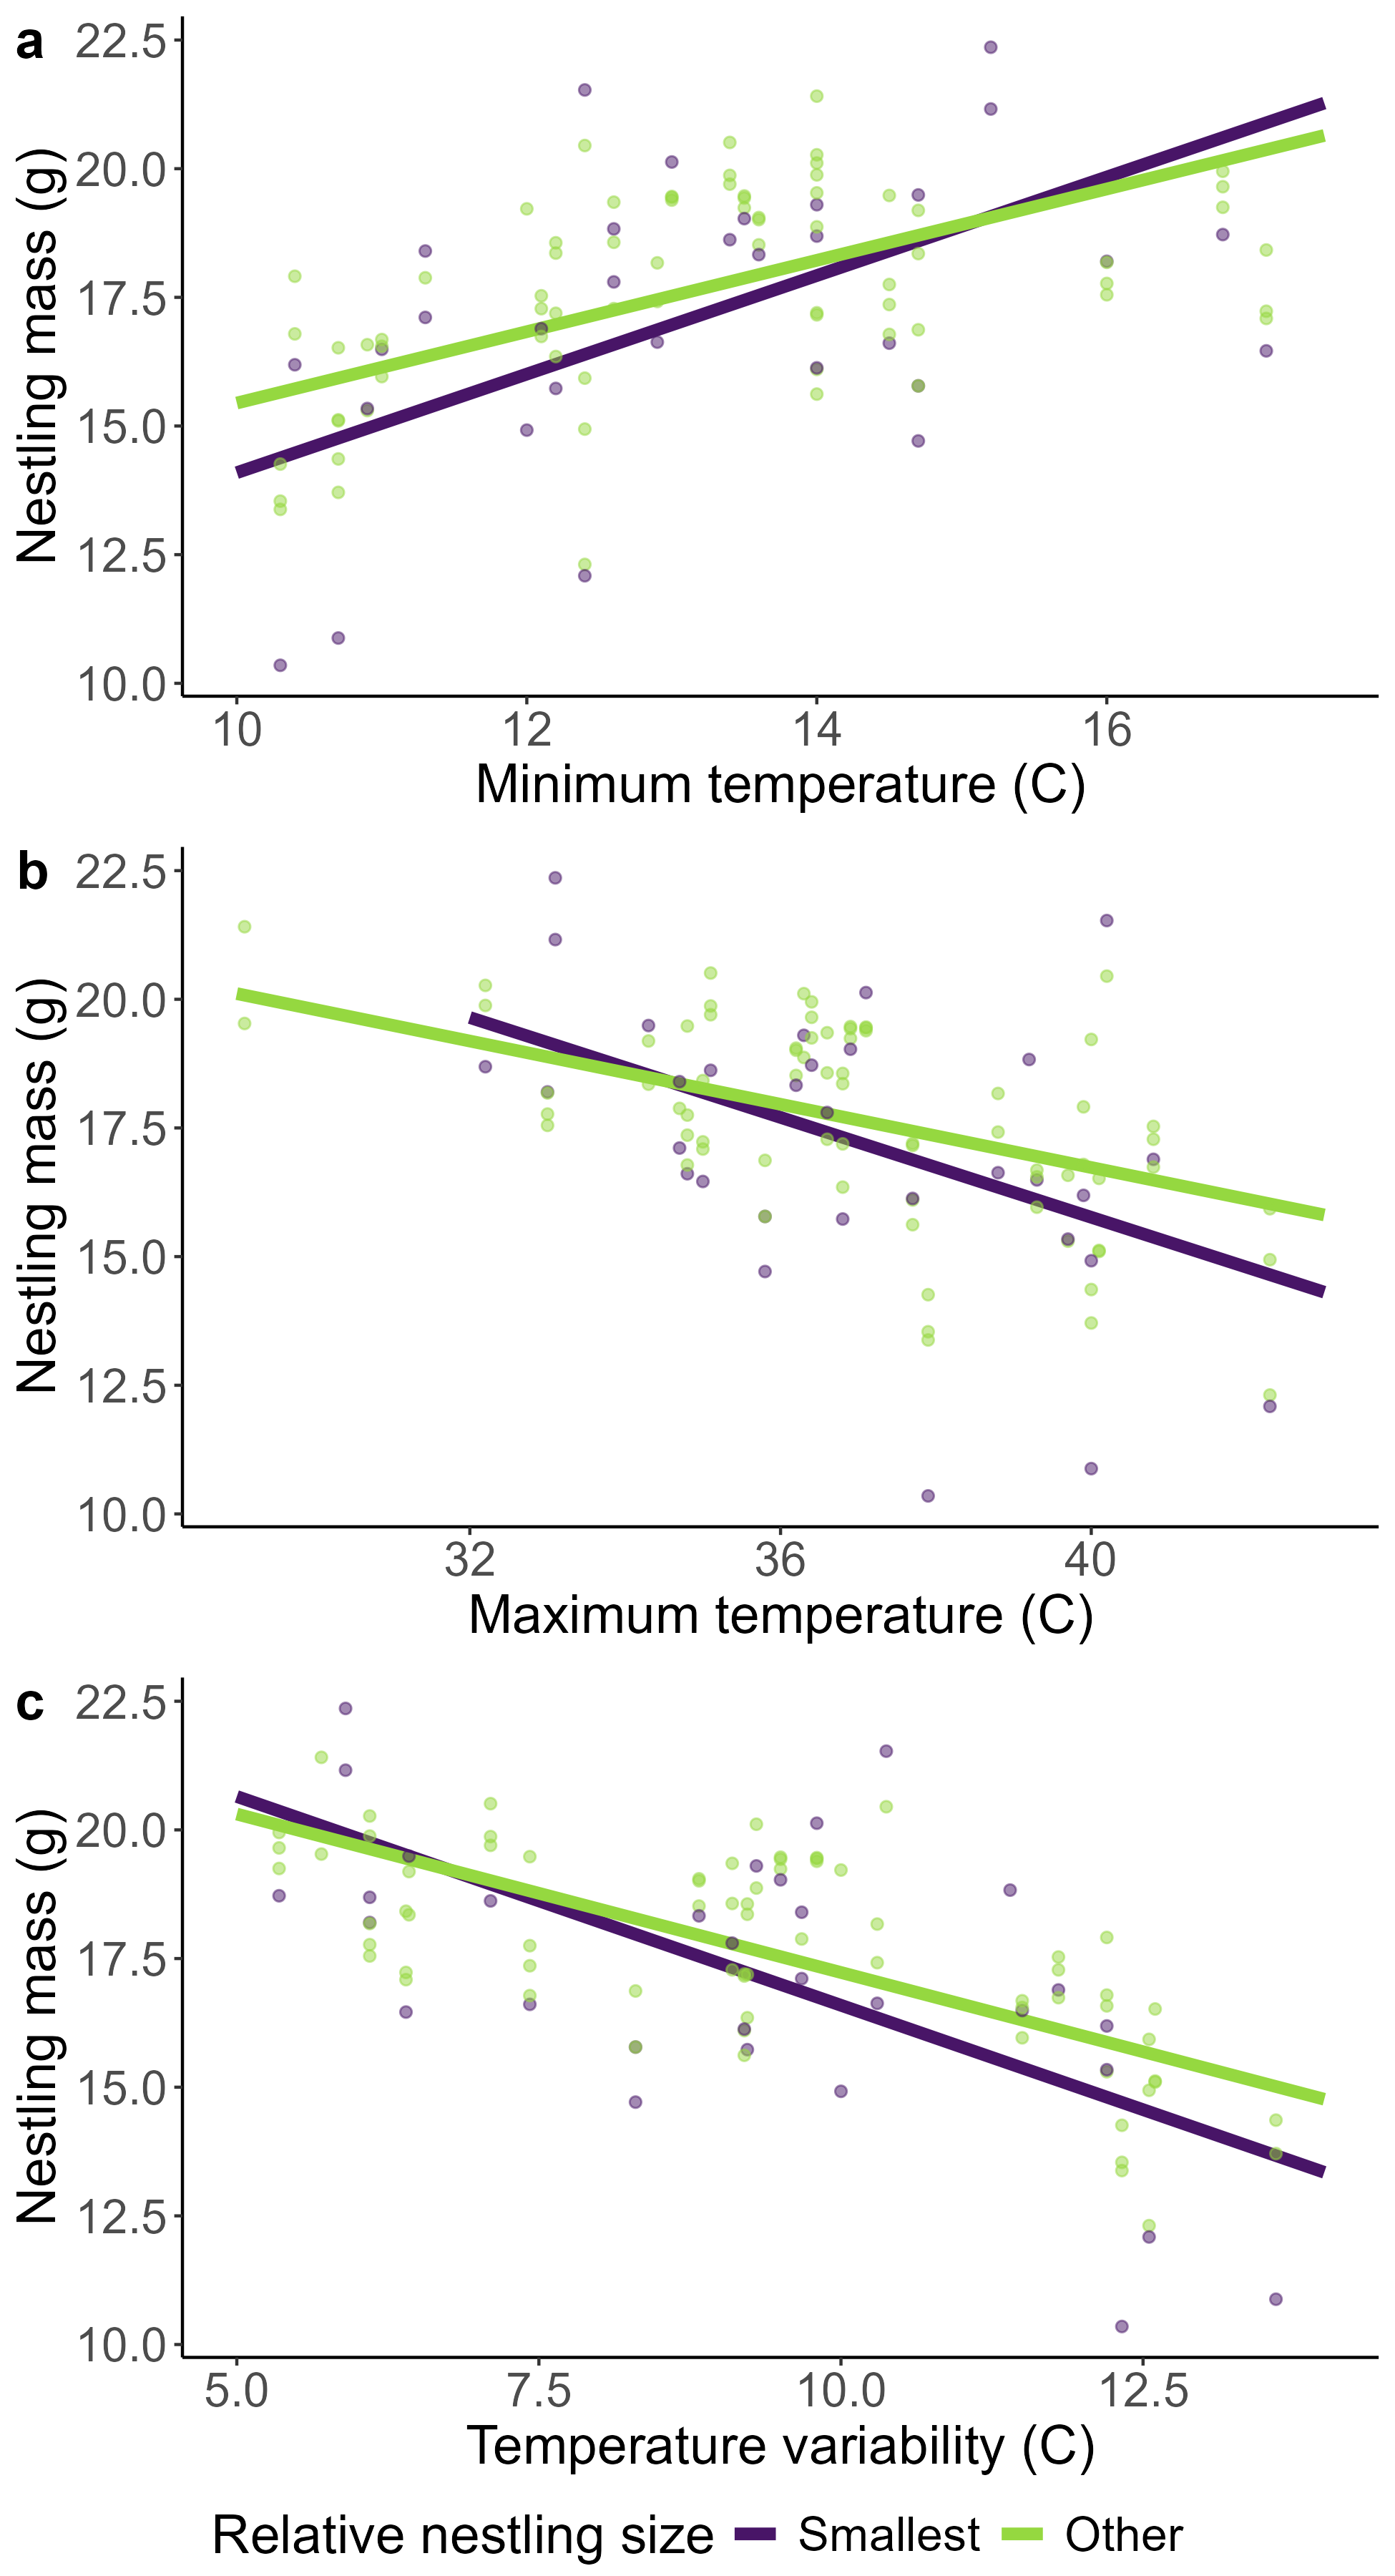 a
22.5
20.0
17.5
15.0
12.5
10.0
Nestling mass (g)
10 12 14 16
Minimum temperature (C)
b
22.5
20.0
17.5
15.0
12.5
10.0
Nestling mass (g)
32 36 40
Maximum temperature (C)
c
22.5
20.0
17.5
15.0
12.5
10.0
Nestling mass (g)
5.0 7.5 10.0 12.5
Temperature variability (C)
Relative nestling size Smallest Other